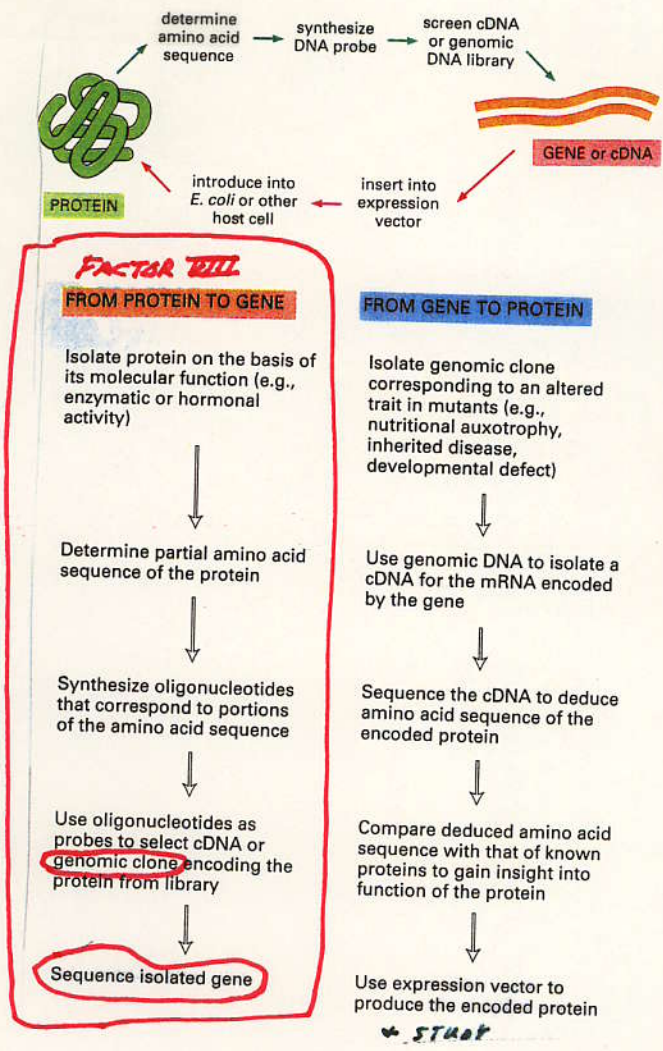 determine
amino acid
sequence
synthesize
DNA probe
screen cDNA
or genomic
DNA library
GENE or cDNA
insert into
expression
vector
introduce into
E. coli or other
host cell
PROTEIN
FACTOR VIII
FROM PROTEIN TO GENE
Isolate protein on the basis of
its molecular function (e.g.,
enzymatic or hormonal
activity)
Determine partial amino acid
sequence of the protein
Synthesize oligonucleotides
that correspond to portions
of the amino acid sequence
Use oligonucleotides as
probes to select cDNA or
genomic clone encoding the
protein from library
Sequence isolated gene
FROM GENE TO PROTEIN
Isolate genomic clone
corresponding to an altered
trait in mutants (e.g.,
nutritional auxotrophy,
inherited disease,
developmental defect)
Use genomic DNA to isolate a
cDNA for the mRNA encoded
by the gene
Sequence the cDNA to deduce
amino acid sequence of the
encoded protein
Compare deduced amino acid
sequence with that of known
proteins to gain insight into
function of the protein
Use expression vector to
produce the encoded protein
+ STUDY